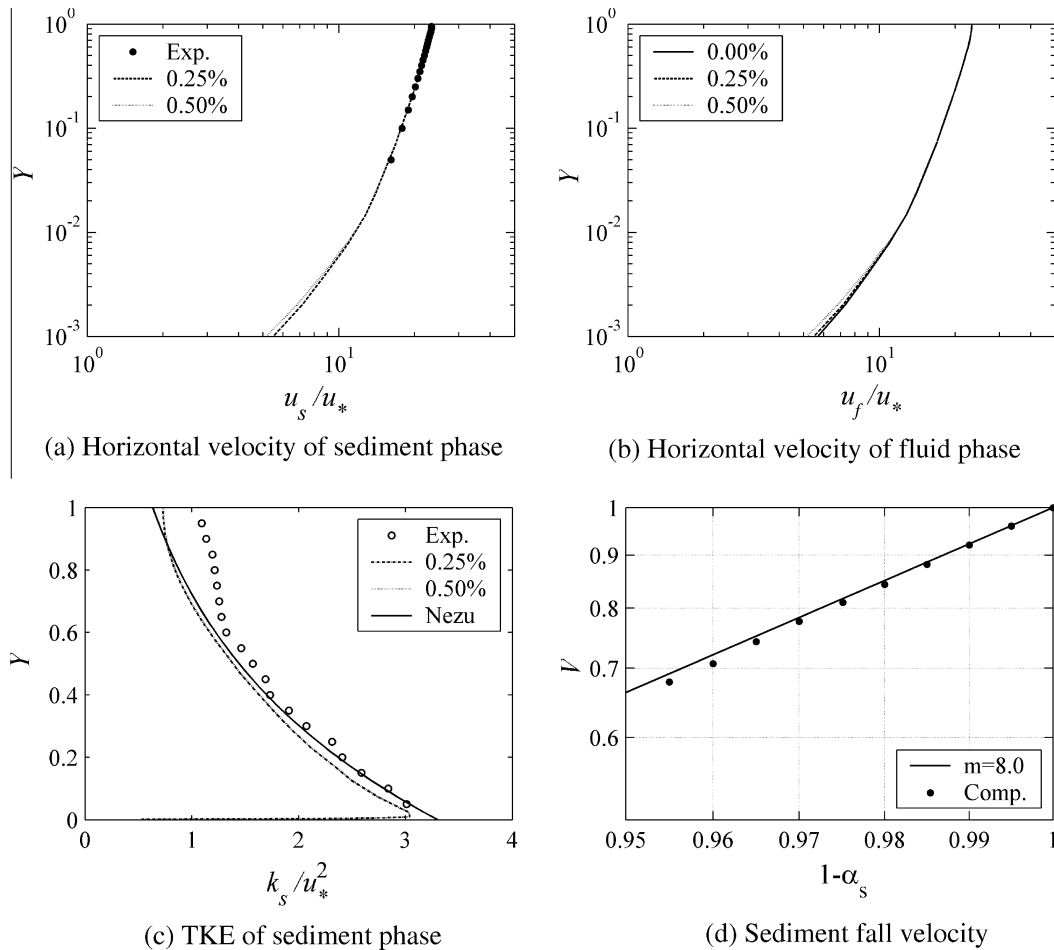 10^0
10^-1
10^-2
10^-3
Y
Exp.
0.25%
0.50%
10^0
10^1
u_s/u_*
(a) Horizontal velocity of sediment phase
10^0
10^-1
10^-2
10^-3
Y
0.00%
0.25%
0.50%
10^0
10^1
u_f/u_*
(b) Horizontal velocity of fluid phase
1
0.8
0.6
0.4
0.2
0
Y
Exp.
0.25%
0.50%
Nezu
0
1
2
3
4
k_s/u_*^2
(c) TKE of sediment phase
1
0.9
0.8
0.7
0.6
V
m=8.0
Comp.
0.95
0.96
0.97
0.98
0.99
1
1-α_s
(d) Sediment fall velocity